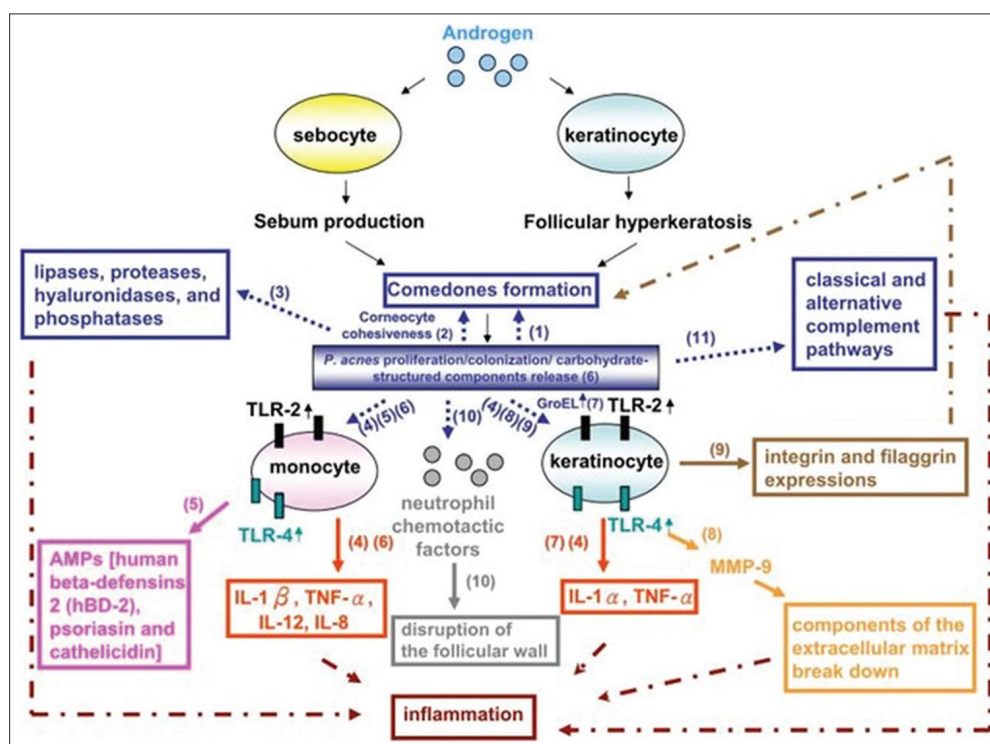 Androgen
sebocyte
keratinocyte
Sebum production
Follicular hyperkeratosis
lipases, proteases,
hyaluronidases, and
phosphatases
(3)
Comedones formation
classical and
alternative
complement
pathways
Corneocyte
cohesiveness (2)
(1)
(11)
P. acnes proliferation/colonization/ carbohydrate-
structured components release (6)
TLR-2↑
(4)(5)(6)
(10)
(4)(8)(9)
GroEL↑(7)
TLR-2↑
monocyte
keratinocyte
(9)
integrin and filaggrin
expressions
neutrophil
chemotactic
factors
(5)
TLR-4↑
TLR-4↑
(4) (6)
(7) (4)
(8)
MMP-9
AMPs [human
beta-defensins
2 (hBD-2),
psoriasin and
cathelicidin]
IL-1 β, TNF-α,
IL-12, IL-8
(10)
IL-1 α, TNF-α
disruption of
the follicular wall
components of the
extracellular matrix
break down
inflammation